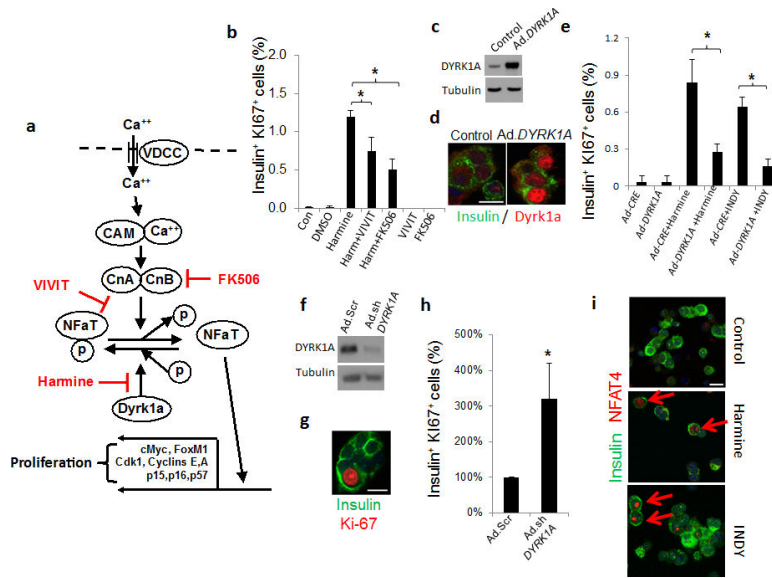 a
Ca⁺⁺
VDCC
Ca⁺⁺
CAM
Ca⁺⁺
CnA
CnB
FK506
VIVIT
NFaT
P
P
NFaT
P
Harmine
Dyrk1a
Proliferation
cMyc, FoxM1
Cdk1, Cyclins E,A
p15,p16,p57
b
Insulin⁺ KI67⁺ cells (%)
2.0
1.5
1.0
0.5
0.0
*
*
Con
DMSO
Harmine
Harm+VIVIT
Harm+FK506
VIVIT
FK506
c
Control
Ad.DYRK1A
DYRK1A
Tubulin
d
Control Ad.DYRK1A
Insulin / Dyrk1a
e
Insulin⁺ KI67⁺ cells (%)
1.2
1
0.8
0.6
0.4
0.2
0
*
*
Ad-CRE
Ad-DYRK1A
Ad-CRE+Harmine
Ad-DYRK1A +Harmine
Ad-CRE+INDY
Ad-DYRK1A +INDY
f
Ad.Scr
Ad.sh
DYRK1A
DYRK1A
Tubulin
g
Insulin
Ki-67
h
Insulin⁺ KI67⁺ cells (%)
500%
400%
300%
200%
100%
0%
*
Ad.Scr
Ad.sh
DYRK1A
i
Insulin NFAT4
Control
Harmine
INDY